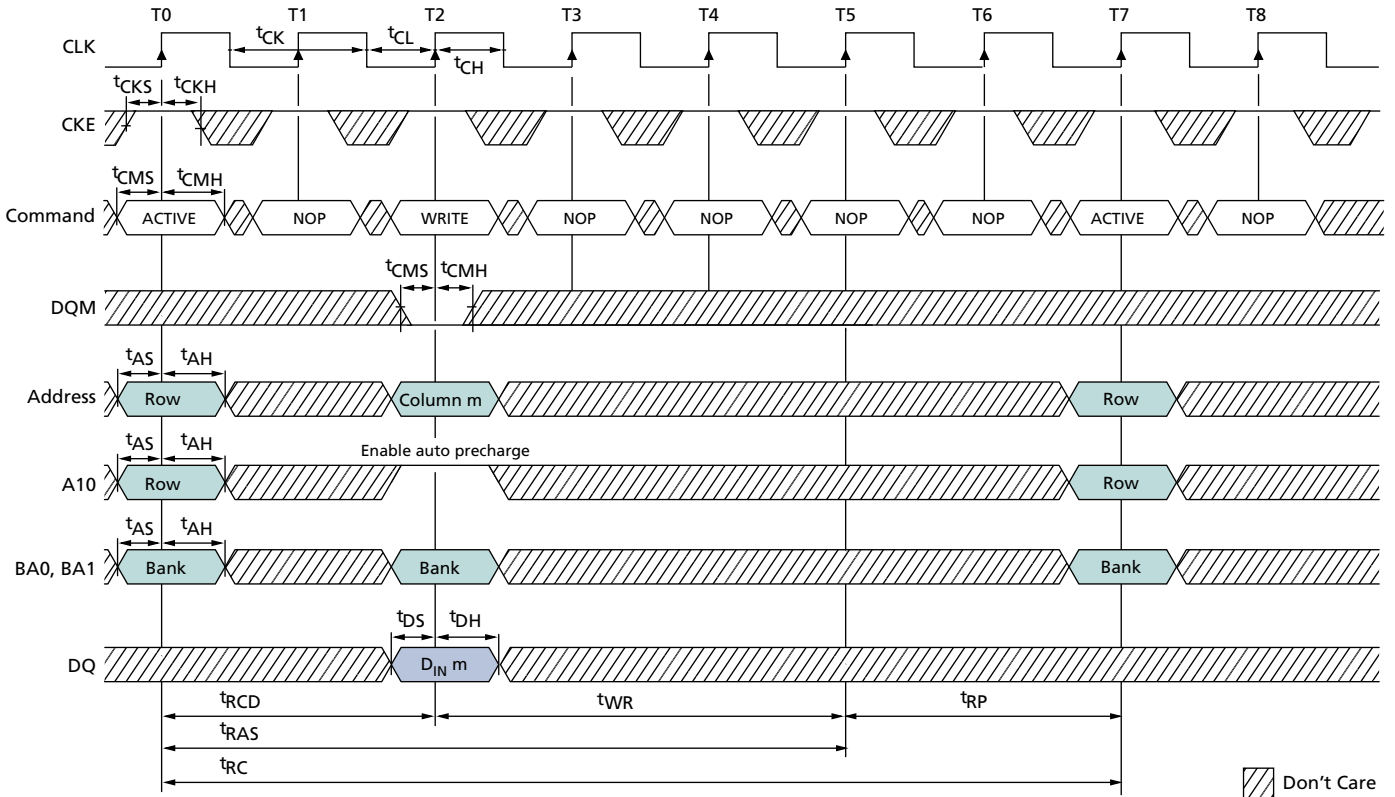 T0 T1 T2 T3 T4 T5 T6 T7 T8
CLK tCK tCL
tCH
tCKS tCKH
CKE
tCMS tCMH
Command ACTIVE NOP WRITE NOP NOP NOP NOP ACTIVE NOP
tCMS tCMH
DQM
tAS tAH
Address Row Column m Row
tAS tAH Enable auto precharge
A10 Row Row
tAS tAH
BA0, BA1 Bank Bank Bank
tDS tDH
DQ DIN m
tRCD tWR tRP
tRAS
tRC
Don't Care